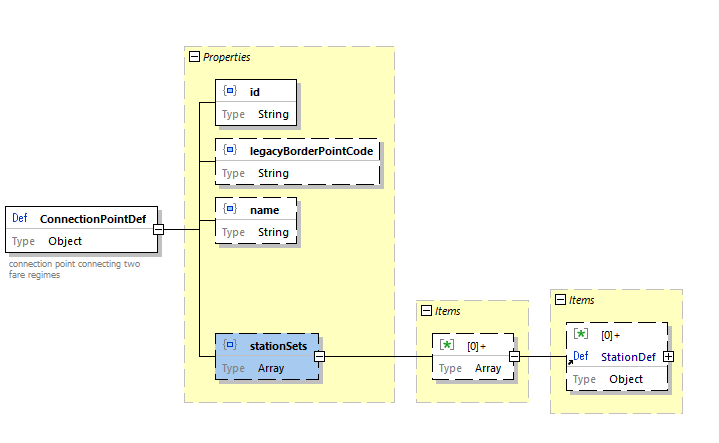 Properties
id
Type String
legacyBorderPointCode
Type String
name
Type String
Def ConnectionPointDef
Type Object
connection point connecting two
fare regimes
stationSets
Type Array
Items
[0]+
Type Array
Items
[0]+
Def StationDef
Type Object